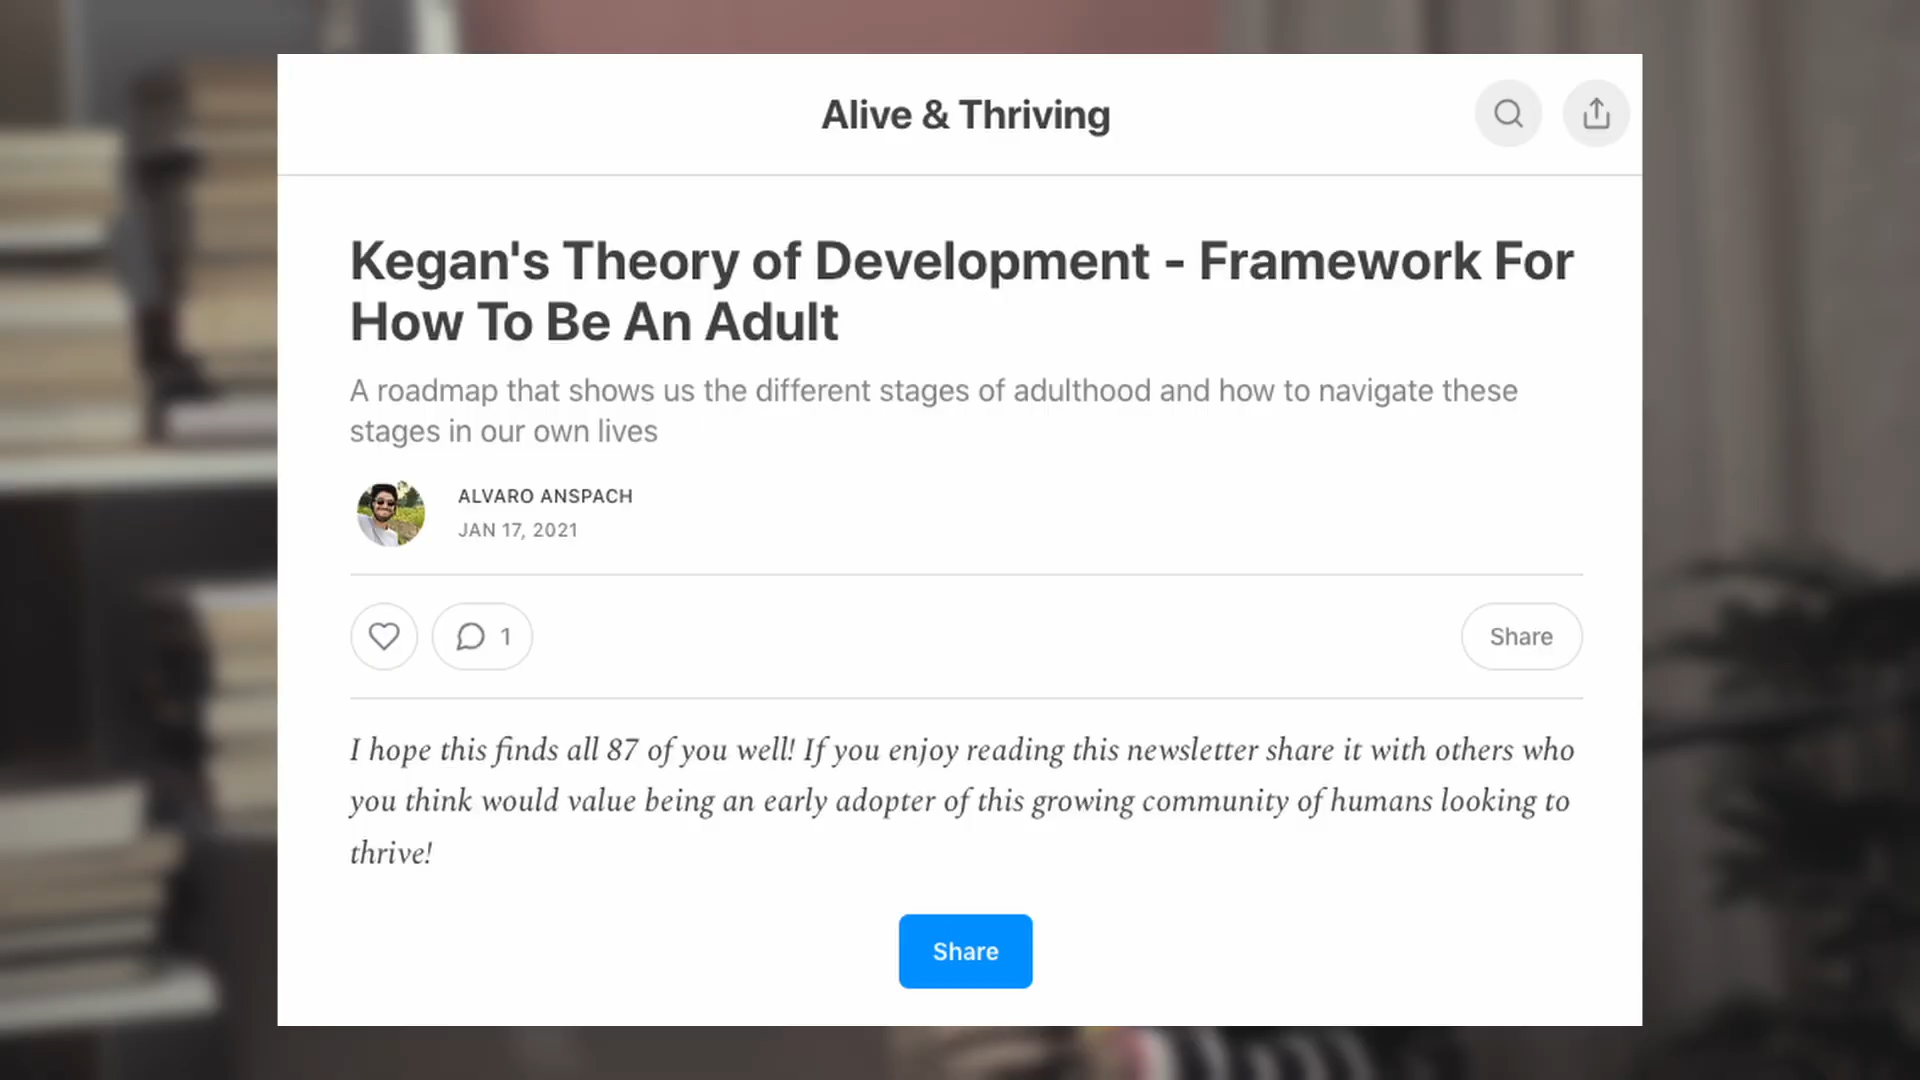 Alive & Thriving
Kegan's Theory of Development - Framework For
How To Be An Adult
A roadmap that shows us the different stages of adulthood and how to navigate these
stages in our own lives
ALVARO ANSPACH
JAN 17, 2021
1
Share
I hope this finds all 87 of you well! If you enjoy reading this newsletter share it with others who
you think would value being an early adopter of this growing community of humans looking to
thrive!
Share